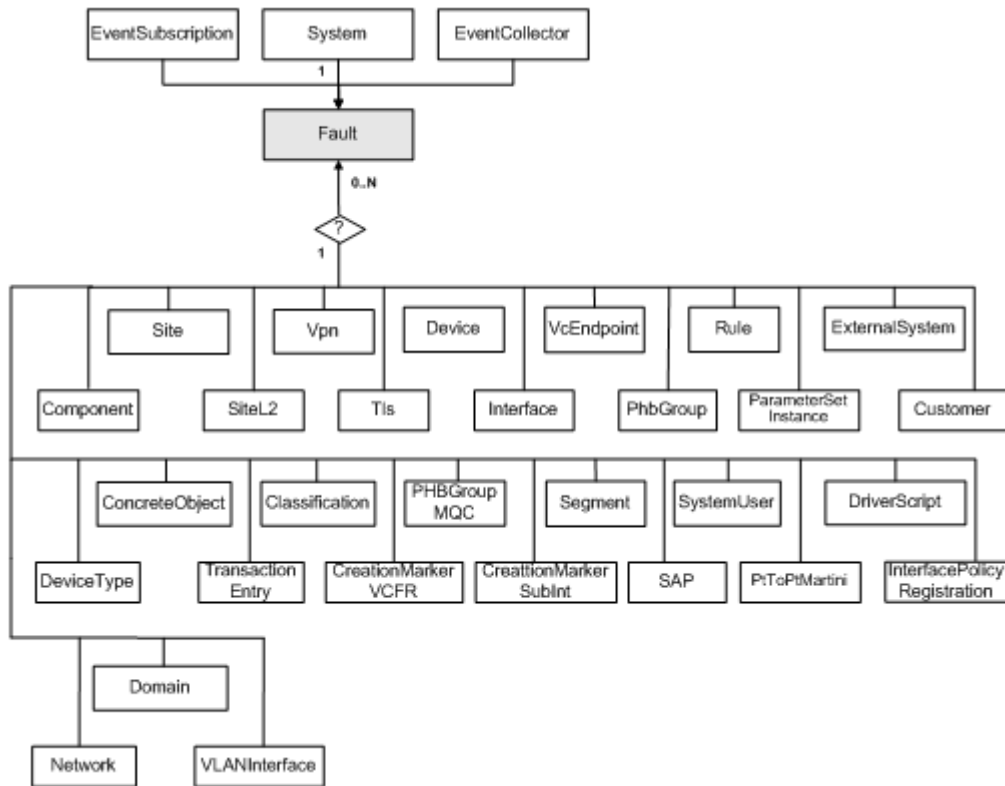 EventSubscription
System
EventCollector
1
Fault
0..N
?
1
Site
Vpn
Device
VcEndpoint
Rule
ExternalSystem
Component
SiteL2
Tls
Interface
PhbGroup
ParameterSet
Instance
Customer
ConcreteObject
Classification
PHBGroup
MQC
Segment
SystemUser
DriverScript
DeviceType
Transaction
Entry
CreationMarker
VCFR
CreattionMarker
SubInt
SAP
PtToPtMartini
InterfacePolicy
Registration
Domain
Network
VLANInterface